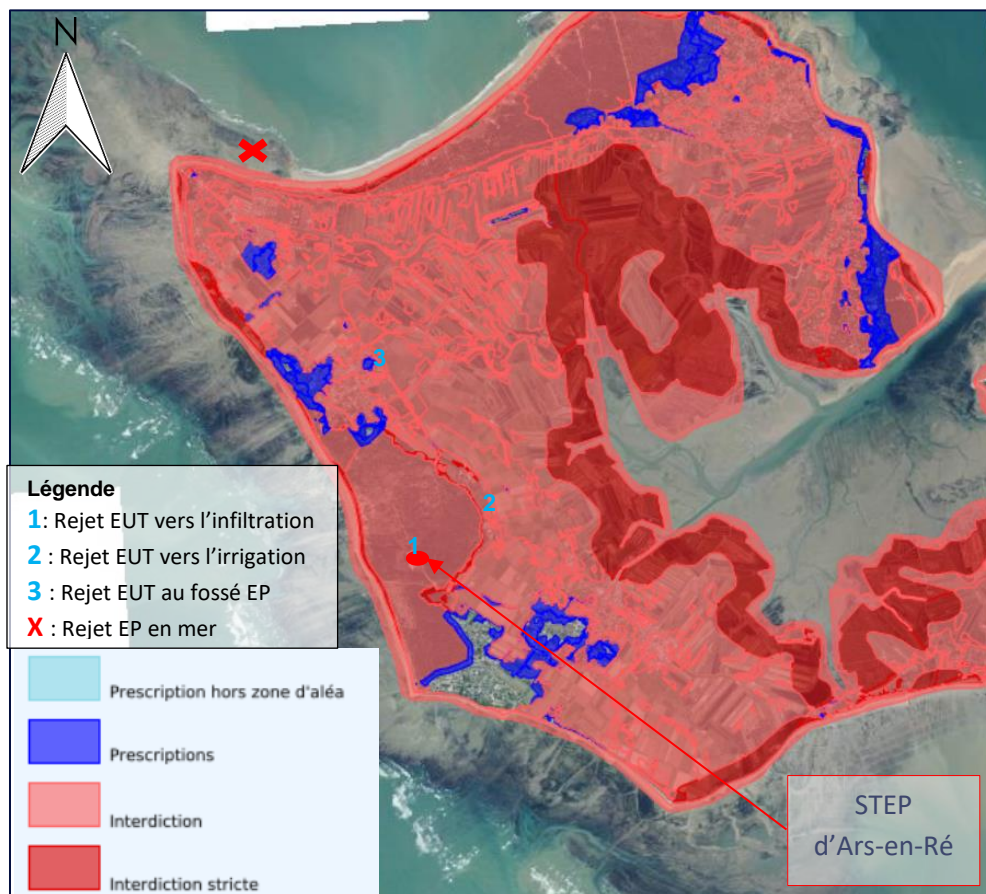 N
3
2
1
Légende
1: Rejet EUT vers l’infiltration
2 : Rejet EUT vers l’irrigation
3 : Rejet EUT au fossé EP
X : Rejet EP en mer
Prescription hors zone d'aléa
Prescriptions
Interdiction
Interdiction stricte
STEP
d’Ars-en-Ré